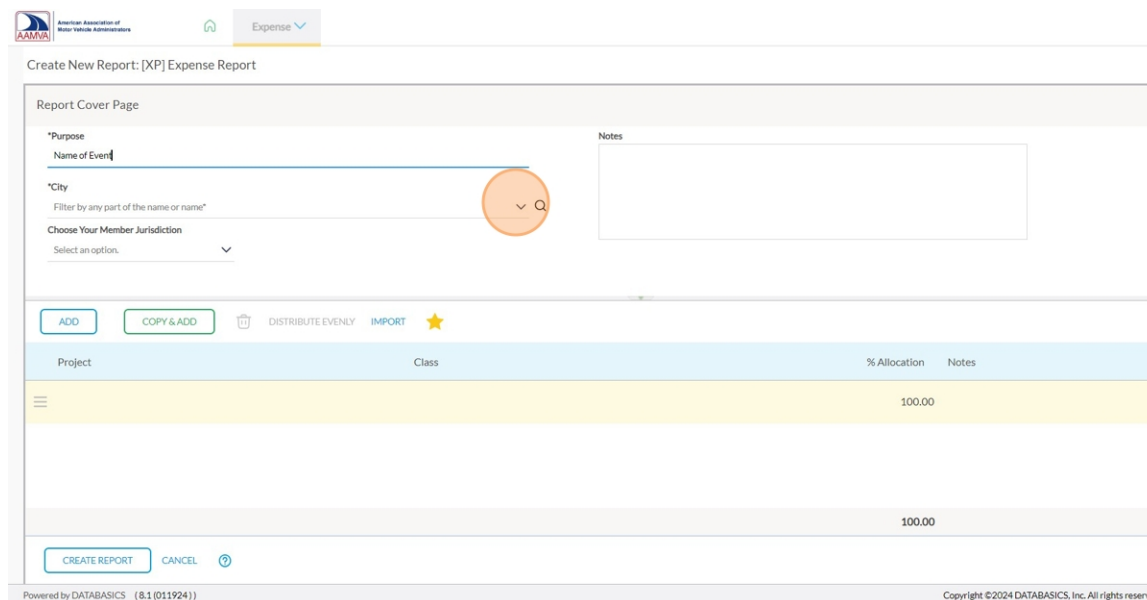 American Association of
Motor Vehicle Administrators
AAMVA
Expense
Create New Report: [XP] Expense Report
Report Cover Page
*Purpose
Name of Event
Notes
*City
Filter by any part of the name or name*
Choose Your Member Jurisdiction
Select an option.
ADD COPY & ADD DISTRIBUTE EVENLY IMPORT
Project Class % Allocation Notes
100.00
100.00
CREATE REPORT CANCEL ?
Powered by DATABASICS (8.1 (011924)) Copyright ©2024 DATABASICS, Inc. All rights reser